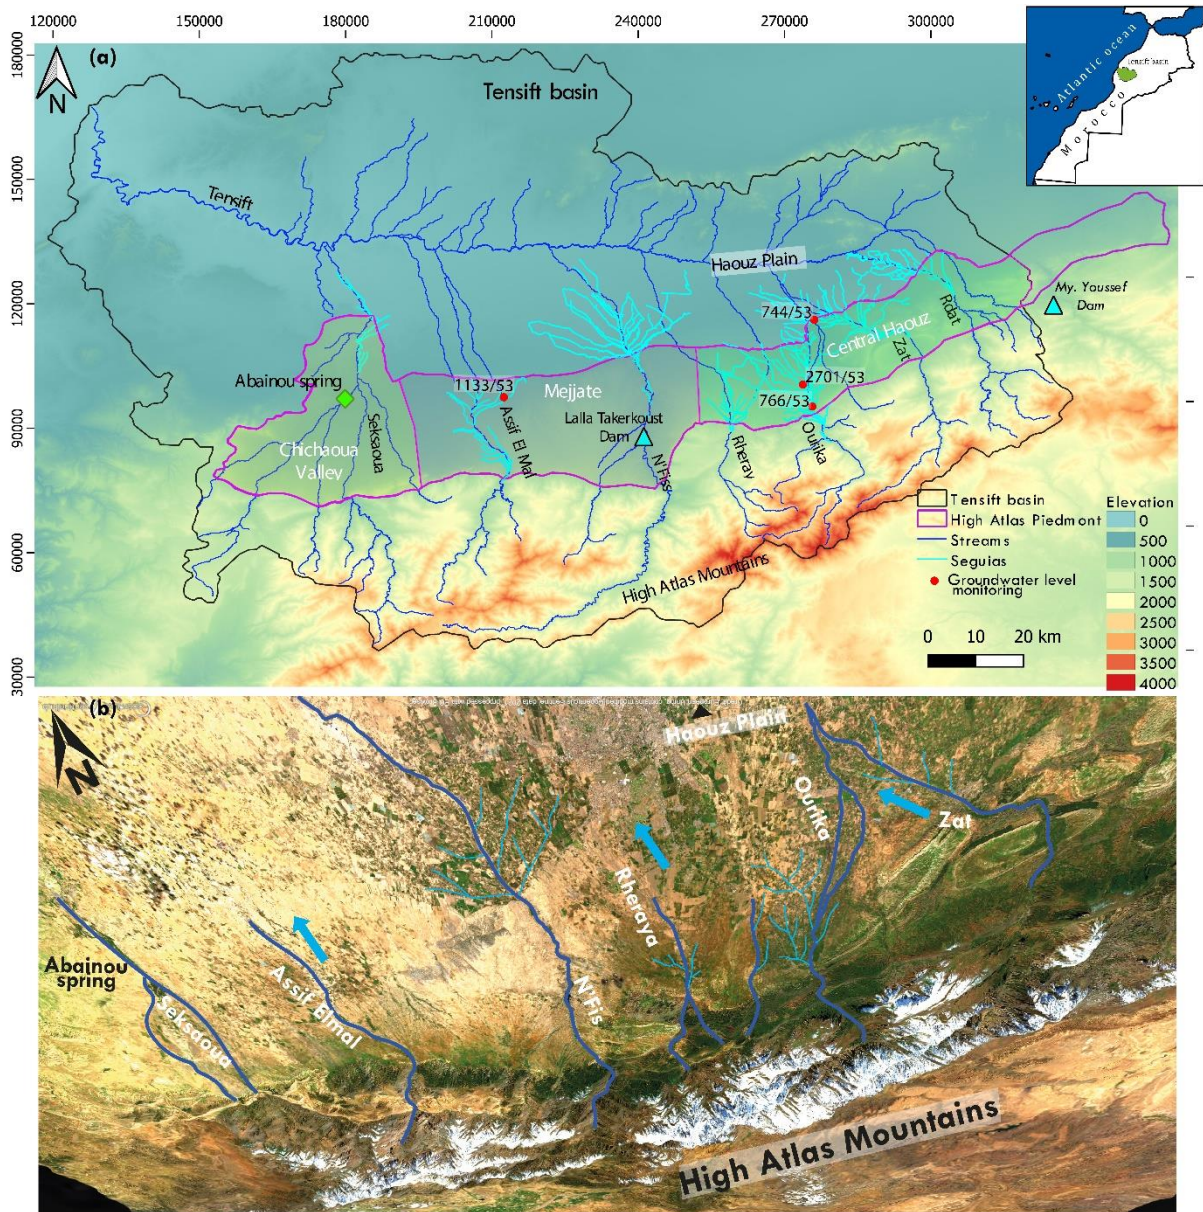 120000 150000 180000 210000 240000 270000 300000
(a)
N
180000
150000
120000
90000
60000
30000
Tensift basin
Atlantic ocean
Tensift basin
Morocco
Tensift
Haouz Plain
My. Youssef
Dam
744/53
Central Haouz
Rdat
Zat
Abainou spring
1133/53
Mejjate
2701/53
766/53
Lalla Takerkoust
Dam
Chichaoua
Valley
Seksaoua
Assif El Mal
N'Fiss
Rheray
Ourika
High Atlas Mountains
Tensift basin
High Atlas Piedmont
Streams
Seguias
Groundwater level
monitoring
0 10 20 km
Elevation
0
500
1000
1500
2000
2500
3000
3500
4000
(b)
N
Haouz Plain
Ourika
Zat
Rheraya
Abainou
spring
Seksaoua
Assif Elmal
N'Fis
High Atlas Mountains